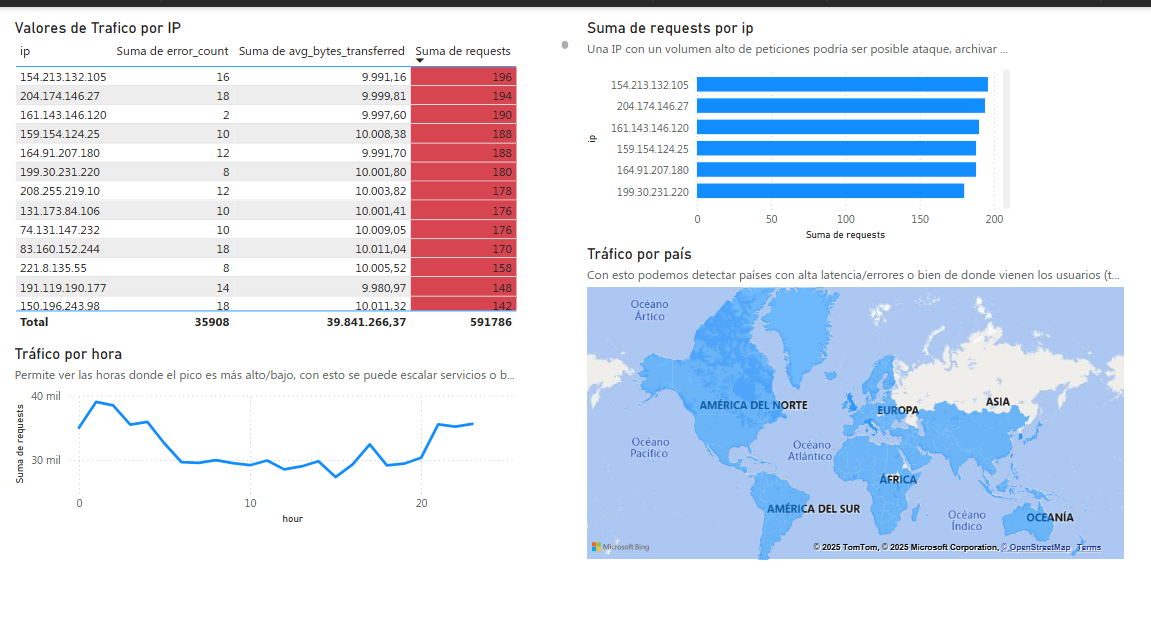 Valores de Trafico por IP
ip Suma de error_count Suma de avg_bytes_transferred Suma de requests
154.213.132.105 16 9.991,16 196
204.174.146.27 18 9.999,81 194
161.143.146.120 2 9.997,60 190
159.154.124.25 10 10.008,38 188
164.91.207.180 12 9.991,70 188
199.30.231.220 8 10.001,80 180
208.255.219.10 12 10.003,82 178
131.173.84.106 10 10.001,41 176
74.131.147.232 10 10.009,05 176
83.160.152.244 18 10.011,04 170
221.8.135.55 8 10.005,52 158
191.119.190.177 14 9.980,97 148
150.196.243.98 18 10.011,32 142
Total 35908 39.841.266,37 591786
Tráfico por hora
Permite ver las horas donde el pico es más alto/bajo, con esto se puede escalar servicios o b...
Suma de requests
40 mil
30 mil
0 10 20
hour
Suma de requests por ip
Una IP con un volumen alto de peticiones podría ser posible ataque, archivar ...
ip
154.213.132.105
204.174.146.27
161.143.146.120
159.154.124.25
164.91.207.180
199.30.231.220
0 50 100 150 200
Suma de requests
Tráfico por país
Con esto podemos detectar países con alta latencia/errores o bien de donde vienen los usuarios (t...
Océano
Ártico
ASIA
AMÉRICA DEL NORTE
EUROPA
Océano
Pacífico
Océano
Atlántico
ÁFRICA
AMÉRICA DEL SUR
Océano
Índico
OCEANÍA
Microsoft Bing
© 2025 TomTom, © 2025 Microsoft Corporation, © OpenStreetMap Terms